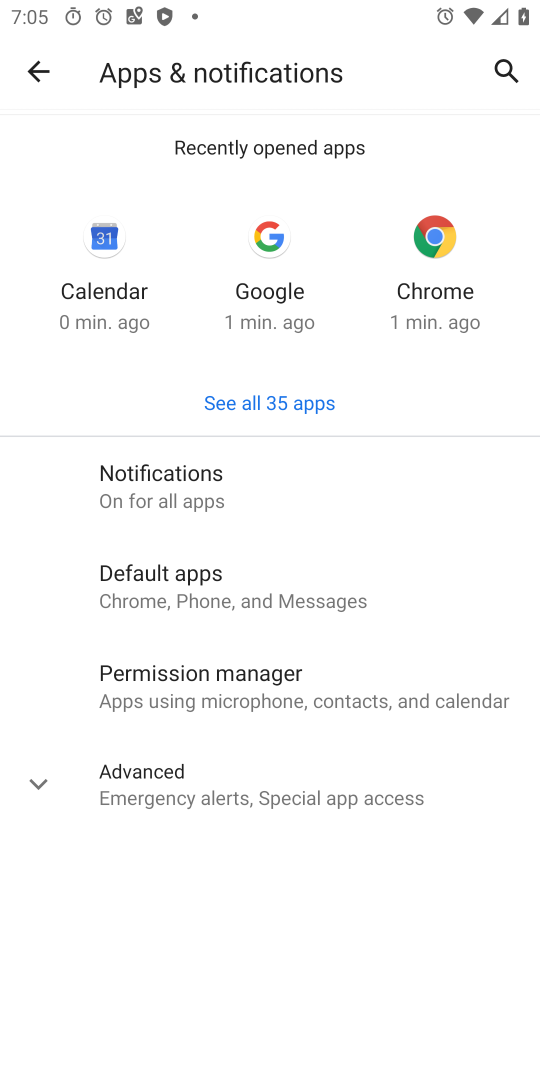 7:05
Apps & notifications
Recently opened apps
31
Calendar
0 min. ago
Google
1 min. ago
Chrome
1 min. ago
See all 35 apps
Notifications
On for all apps
Default apps
Chrome, Phone, and Messages
Permission manager
Apps using microphone, contacts, and calendar
Advanced
Emergency alerts, Special app access